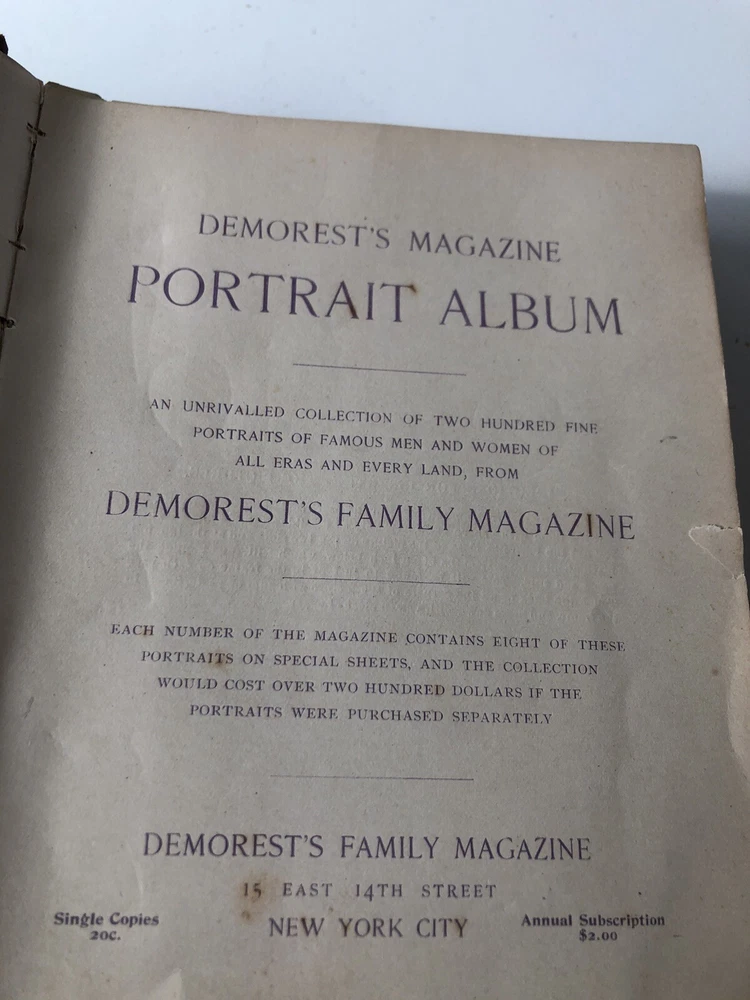 DEMOREST'S MAGAZINE
PORTRAIT ALBUM
AN UNRIVALLED COLLECTION OF TWO HUNDRED FINE
PORTRAITS OF FAMOUS MEN AND WOMEN OF
ALL ERAS AND EVERY LAND, FROM
DEMOREST'S FAMILY MAGAZINE
EACH NUMBER OF THE MAGAZINE CONTAINS EIGHT OF THESE
PORTRAITS ON SPECIAL SHEETS, AND THE COLLECTION
WOULD COST OVER TWO HUNDRED DOLLARS IF THE
PORTRAITS WERE PURCHASED SEPARATELY
DEMOREST'S FAMILY MAGAZINE
15 EAST 14TH STREET
NEW YORK CITY
Single Copies
20c.
Annual Subscription
$2.00